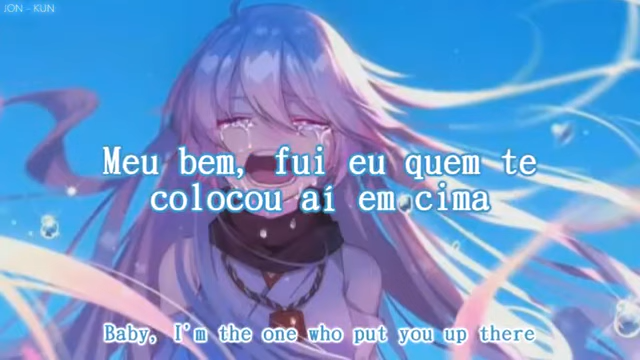 JON - KUN
Meu bem, fui eu quem te
colocou aí em cima
Baby, I'm the one who put you up there